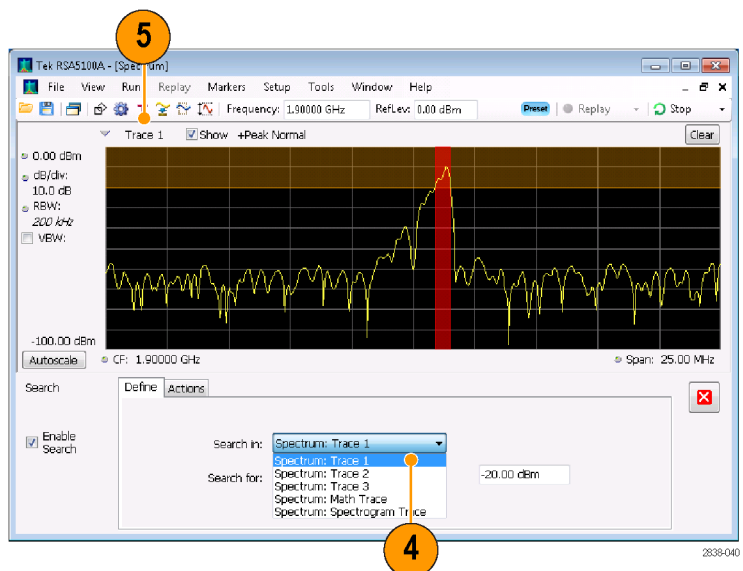 5
Tek RSA5100A - [Spectrum]
File View Run Replay Markers Setup Tools Window Help
Frequency: 1.90000 GHz RefLev: 0.00 dBm Preset Replay Stop
Trace 1 Show +Peak Normal Clear
0.00 dBm
dB/div:
10.0 dB
RBW:
200 kHz
VBW:
-100.00 dBm
Autoscale CF: 1.90000 GHz Span: 25.00 MHz
Search Define Actions
Enable
Search
Search in: Spectrum: Trace 1
Spectrum: Trace 1
Search for: Spectrum: Trace 2 -20.00 dBm
Spectrum: Trace 3
Spectrum: Math Trace
Spectrum: Spectrogram Trace
4
2838-040